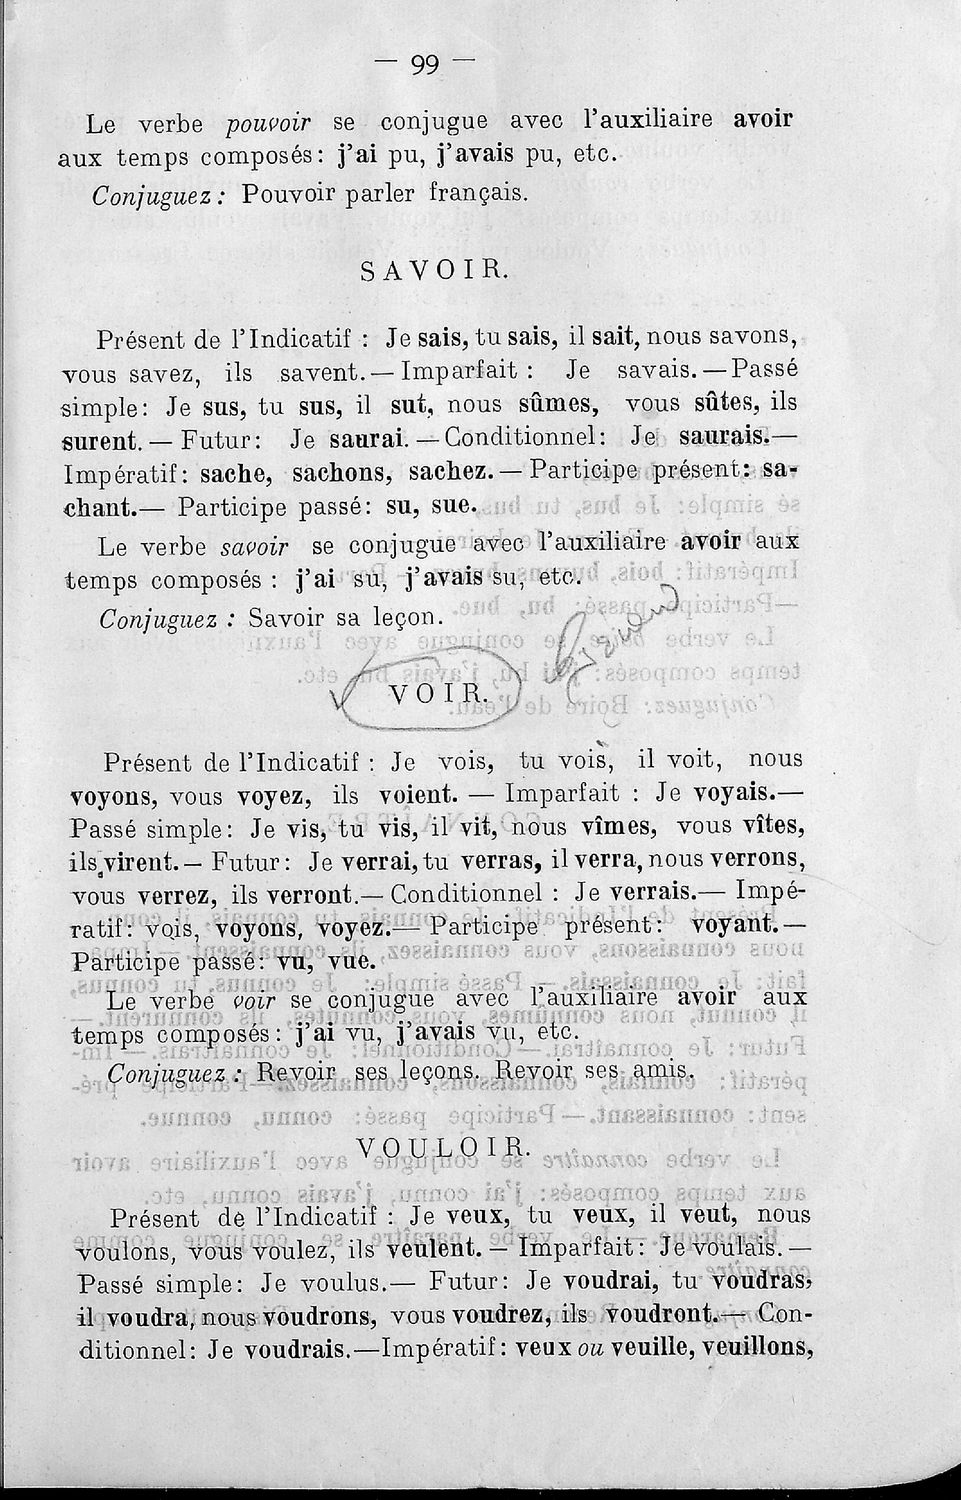 — 99 —
Le verbe pouvoir se conjugue avec l'auxiliaire avoir
aux temps composés: j'ai pu, j'avais pu, etc.
Conjuguez: Pouvoir parler français.
SAVOIR.
Présent de l'Indicatif : Je sais, tu sais, il sait, nous savons,
vous savez, ils savent. — Imparfait : Je savais. — Passé
simple: Je sus, tu sus, il sut, nous sûmes, vous sûtes, ils
surent. — Futur: Je saurai. — Conditionnel: Je saurais.—
Impératif: sache, sachons, sachez. — Participe présent: sa-
chant.— Participe passé: su, sue.
Le verbe savoir se conjugue avec l'auxiliaire avoir aux
temps composés : j'ai su, j'avais su, etc.
Conjuguez : Savoir sa leçon.
VOIR.
Présent de l'Indicatif : Je vois, tu vois, il voit, nous
voyons, vous voyez, ils voient. — Imparfait : Je voyais.—
Passé simple: Je vis, tu vis, il vit, nous vîmes, vous vîtes,
ils virent.— Futur: Je verrai, tu verras, il verra, nous verrons,
vous verrez, ils verront.— Conditionnel : Je verrais.— Impé-
ratif: vois, voyons, voyez.— Participe présent: voyant.—
Participe passé: vu, vue.
Le verbe voir se conjugue avec l'auxiliaire avoir aux
temps composés: j'ai vu, j'avais vu, etc.
Conjuguez : Revoir ses leçons. Revoir ses amis.
VOULOIR.
Présent de l'Indicatif : Je veux, tu veux, il veut, nous
voulons, vous voulez, ils veulent. — Imparfait: Je voulais.—
Passé simple: Je voulus.— Futur: Je voudrai, tu voudras,
il voudra, nous voudrons, vous voudrez, ils voudront.— Con-
ditionnel: Je voudrais.—Impératif: veux ou veuille, veuillons,